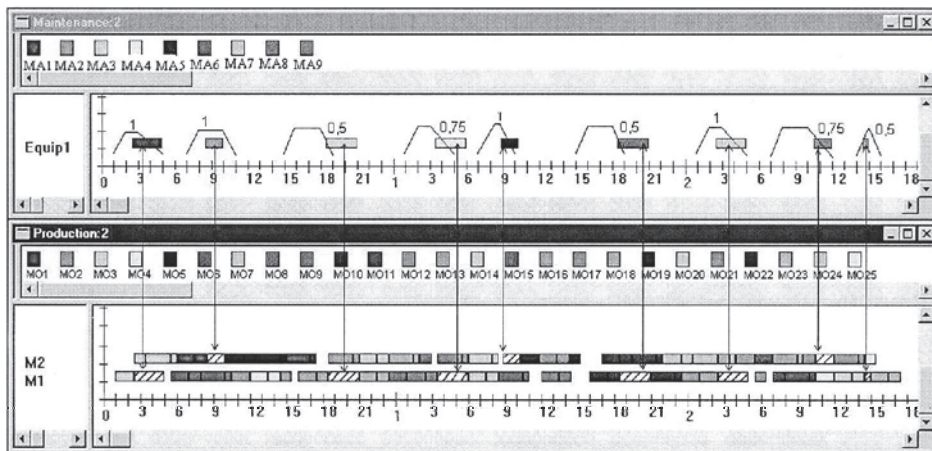 Maintenance:2
MA1 MA2 MA3 MA4 MA5 MA6 MA7 MA8 MA9
1 1 0,5 0,75 1 0,5 1 0,75 0,5
Equip1
0 3 6 9 12 15 18 21 1 3 6 9 12 15 18 21 2 3 6 9 12 15 18
Production:2
MO1 MO2 MO3 MO4 MO5 MO6 MO7 MO8 MO9 MO10 MO11 MO12 MO13 MO14 MO15 MO16 MO17 MO18 MO19 MO20 MO21 MO22 MO23 MO24 MO25
M2
M1
0 3 6 9 12 15 18 21 1 3 6 9 12 15 18 21 2 3 6 9 12 15 18